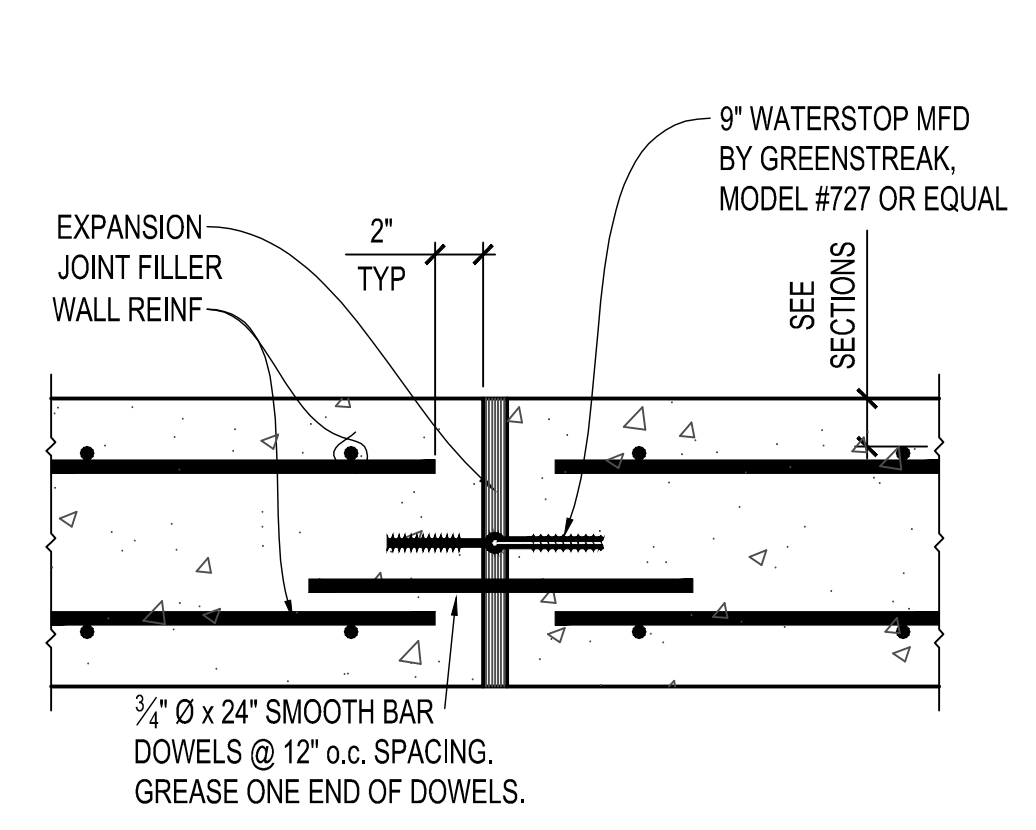 9" WATERSTOP MFD
BY GREENSTREAK,
MODEL #727 OR EQUAL
EXPANSION
JOINT FILLER
WALL REINF
2"
TYP
SEE
SECTIONS
3/4" Ø x 24" SMOOTH BAR
DOWELS @ 12" o.c. SPACING.
GREASE ONE END OF DOWELS.